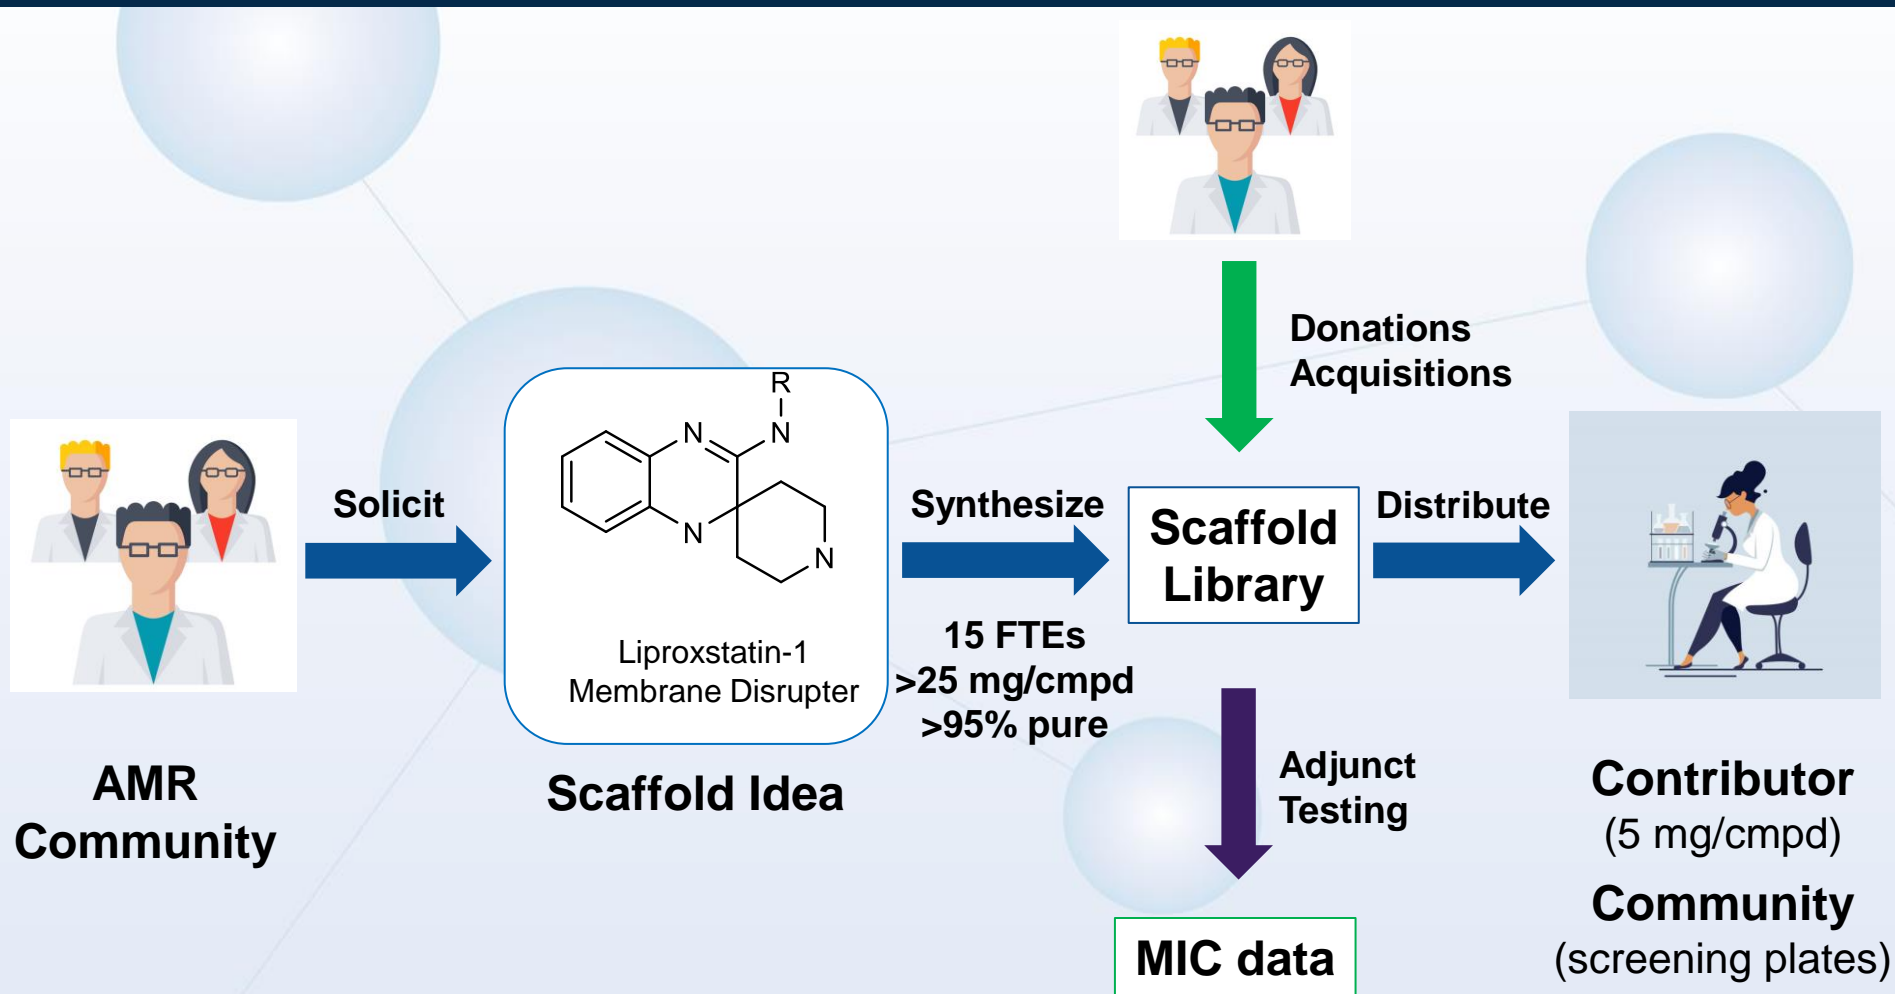 Donations
Acquisitions
Solicit
R
N
N
N
N
Liproxstatin-1
Membrane Disrupter
Synthesize
15 FTEs
>25 mg/cmpd
>95% pure
Scaffold
Library
Distribute
AMR
Community
Scaffold Idea
Adjunct
Testing
MIC data
Contributor
(5 mg/cmpd)
Community
(screening plates)